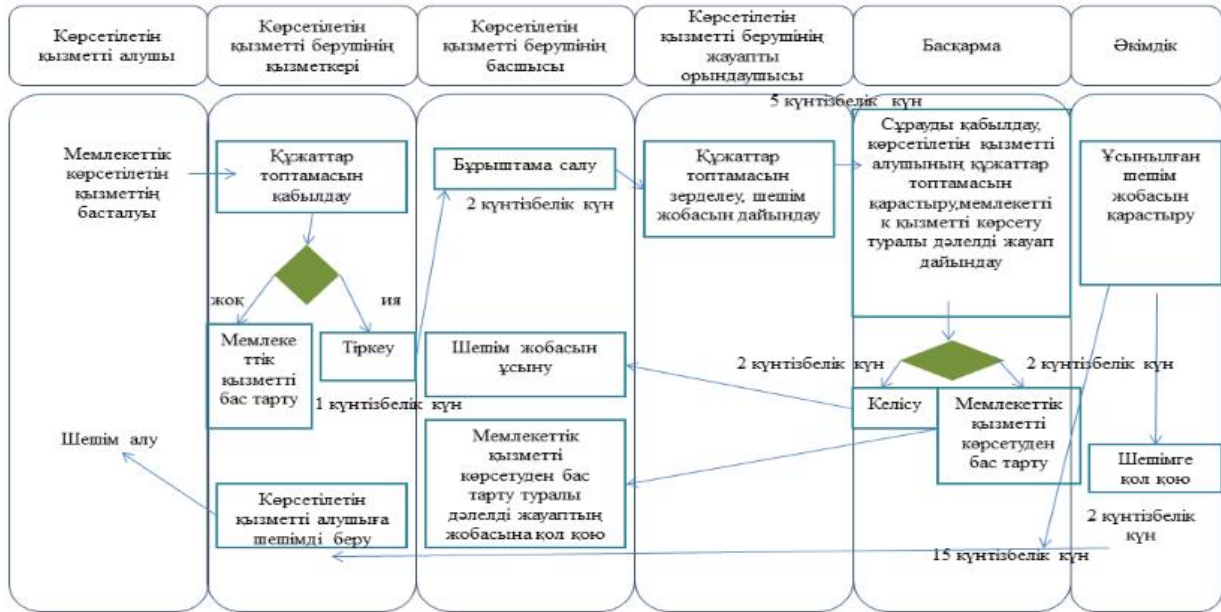 Көрсетілетін
қызметті алушы
Көрсетілетін
қызметті берушінің
қызметкері
Көрсетілетін
қызметті берушінің
басшысы
Көрсетілетін
қызметті берушінің
жауапты
орындаушысы
Басқарма
Әкімдік
Мемлекеттік
көрсетілетін
қызметтің
басталуы
Шешім алу
Құжаттар
топтамасын
қабылдау
жоқ
ия
Мемлеке
ттік
қызметті
бас тарту
Тіркеу
1 күнтізбелік күн
Көрсетілетін
қызметті алушыға
шешімді беру
Бұрыштама салу
2 күнтізбелік күн
Шешім жобасын
ұсыну
Мемлекеттік
қызметті
көрсетуден бас
тарту туралы
дәлелді жауаптың
жобасына қол қою
Құжаттар
топтамасын
зерделеу, шешім
жобасын дайындау
5 күнтізбелік күн
Сұрауды қабылдау,
көрсетілетін қызметті
алушының құжаттар
топтамасын
қарастыру,мемлекетті
к қызметті көрсету
туралы дәлелді жауап
дайындау
2 күнтізбелік күн
2 күнтізбелік күн
Келісу
Мемлекеттік
қызметті
көрсетуден
бас тарту
Ұсынылған
шешім
жобасын
қарастыру
Шешімге
қол қою
2 күнтізбелік
күн
15 күнтізбелік күн